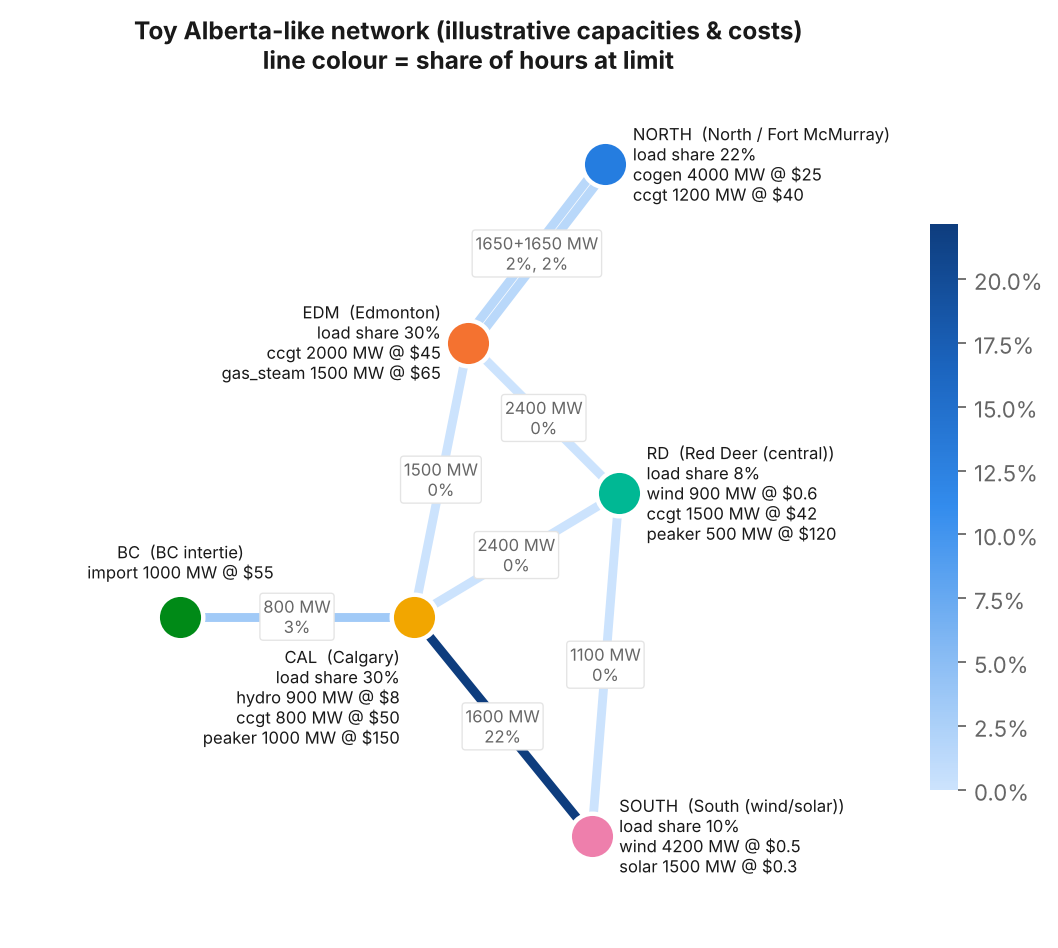 Toy Alberta-like network (illustrative capacities & costs)
line colour = share of hours at limit
NORTH  (North / Fort McMurray)
load share 22%
cogen 4000 MW @ $25
ccgt 1200 MW @ $40
1650+1650 MW
2%, 2%
EDM  (Edmonton)
load share 30%
ccgt 2000 MW @ $45
gas_steam 1500 MW @ $65
2400 MW
0%
1500 MW
0%
RD  (Red Deer (central))
load share 8%
wind 900 MW @ $0.6
ccgt 1500 MW @ $42
peaker 500 MW @ $120
2400 MW
0%
BC  (BC intertie)
import 1000 MW @ $55
800 MW
3%
CAL  (Calgary)
load share 30%
hydro 900 MW @ $8
ccgt 800 MW @ $50
peaker 1000 MW @ $150
1100 MW
0%
1600 MW
22%
SOUTH  (South (wind/solar))
load share 10%
wind 4200 MW @ $0.5
solar 1500 MW @ $0.3
20.0%
17.5%
15.0%
12.5%
10.0%
7.5%
5.0%
2.5%
0.0%